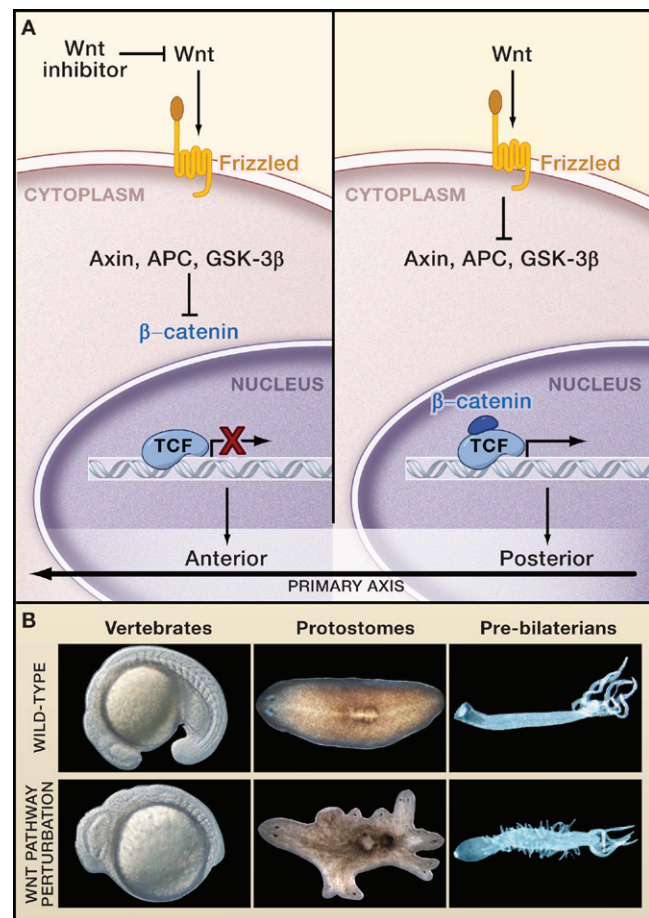 A
Wnt
inhibitor
Wnt
Frizzled
CYTOPLASM
Axin, APC, GSK-3β
β–catenin
NUCLEUS
TCF
X
Anterior
Wnt
Frizzled
CYTOPLASM
Axin, APC, GSK-3β
NUCLEUS
β–catenin
TCF
Posterior
PRIMARY AXIS
B
Vertebrates
Protostomes
Pre-bilaterians
WILD-TYPE
WNT PATHWAY
PERTURBATION